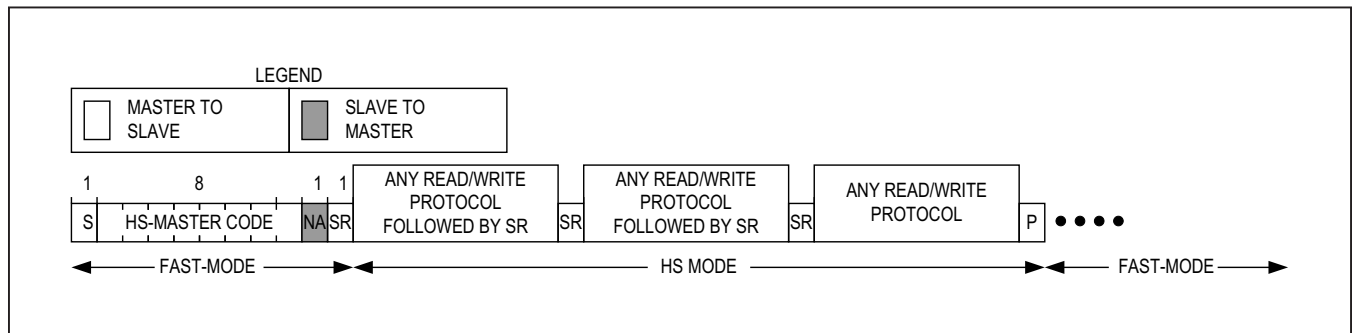 LEGEND
MASTER TO
SLAVE
SLAVE TO
MASTER
1 8 1 1
S HS-MASTER CODE NA SR
ANY READ/WRITE
PROTOCOL
FOLLOWED BY SR
SR
ANY READ/WRITE
PROTOCOL
FOLLOWED BY SR
SR
ANY READ/WRITE
PROTOCOL
P
FAST-MODE HS MODE FAST-MODE